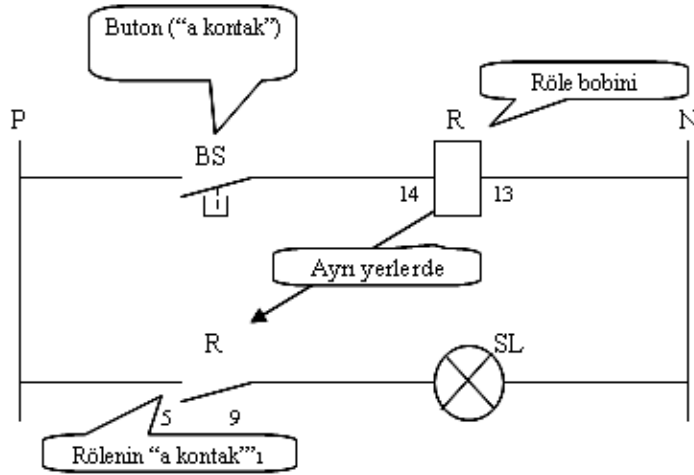 Buton (“a kontak”)
Röle bobini
P
R
N
BS
14
13
Ayrı yerlerde
R
SL
5
9
Rölenin “a kontak”’ı